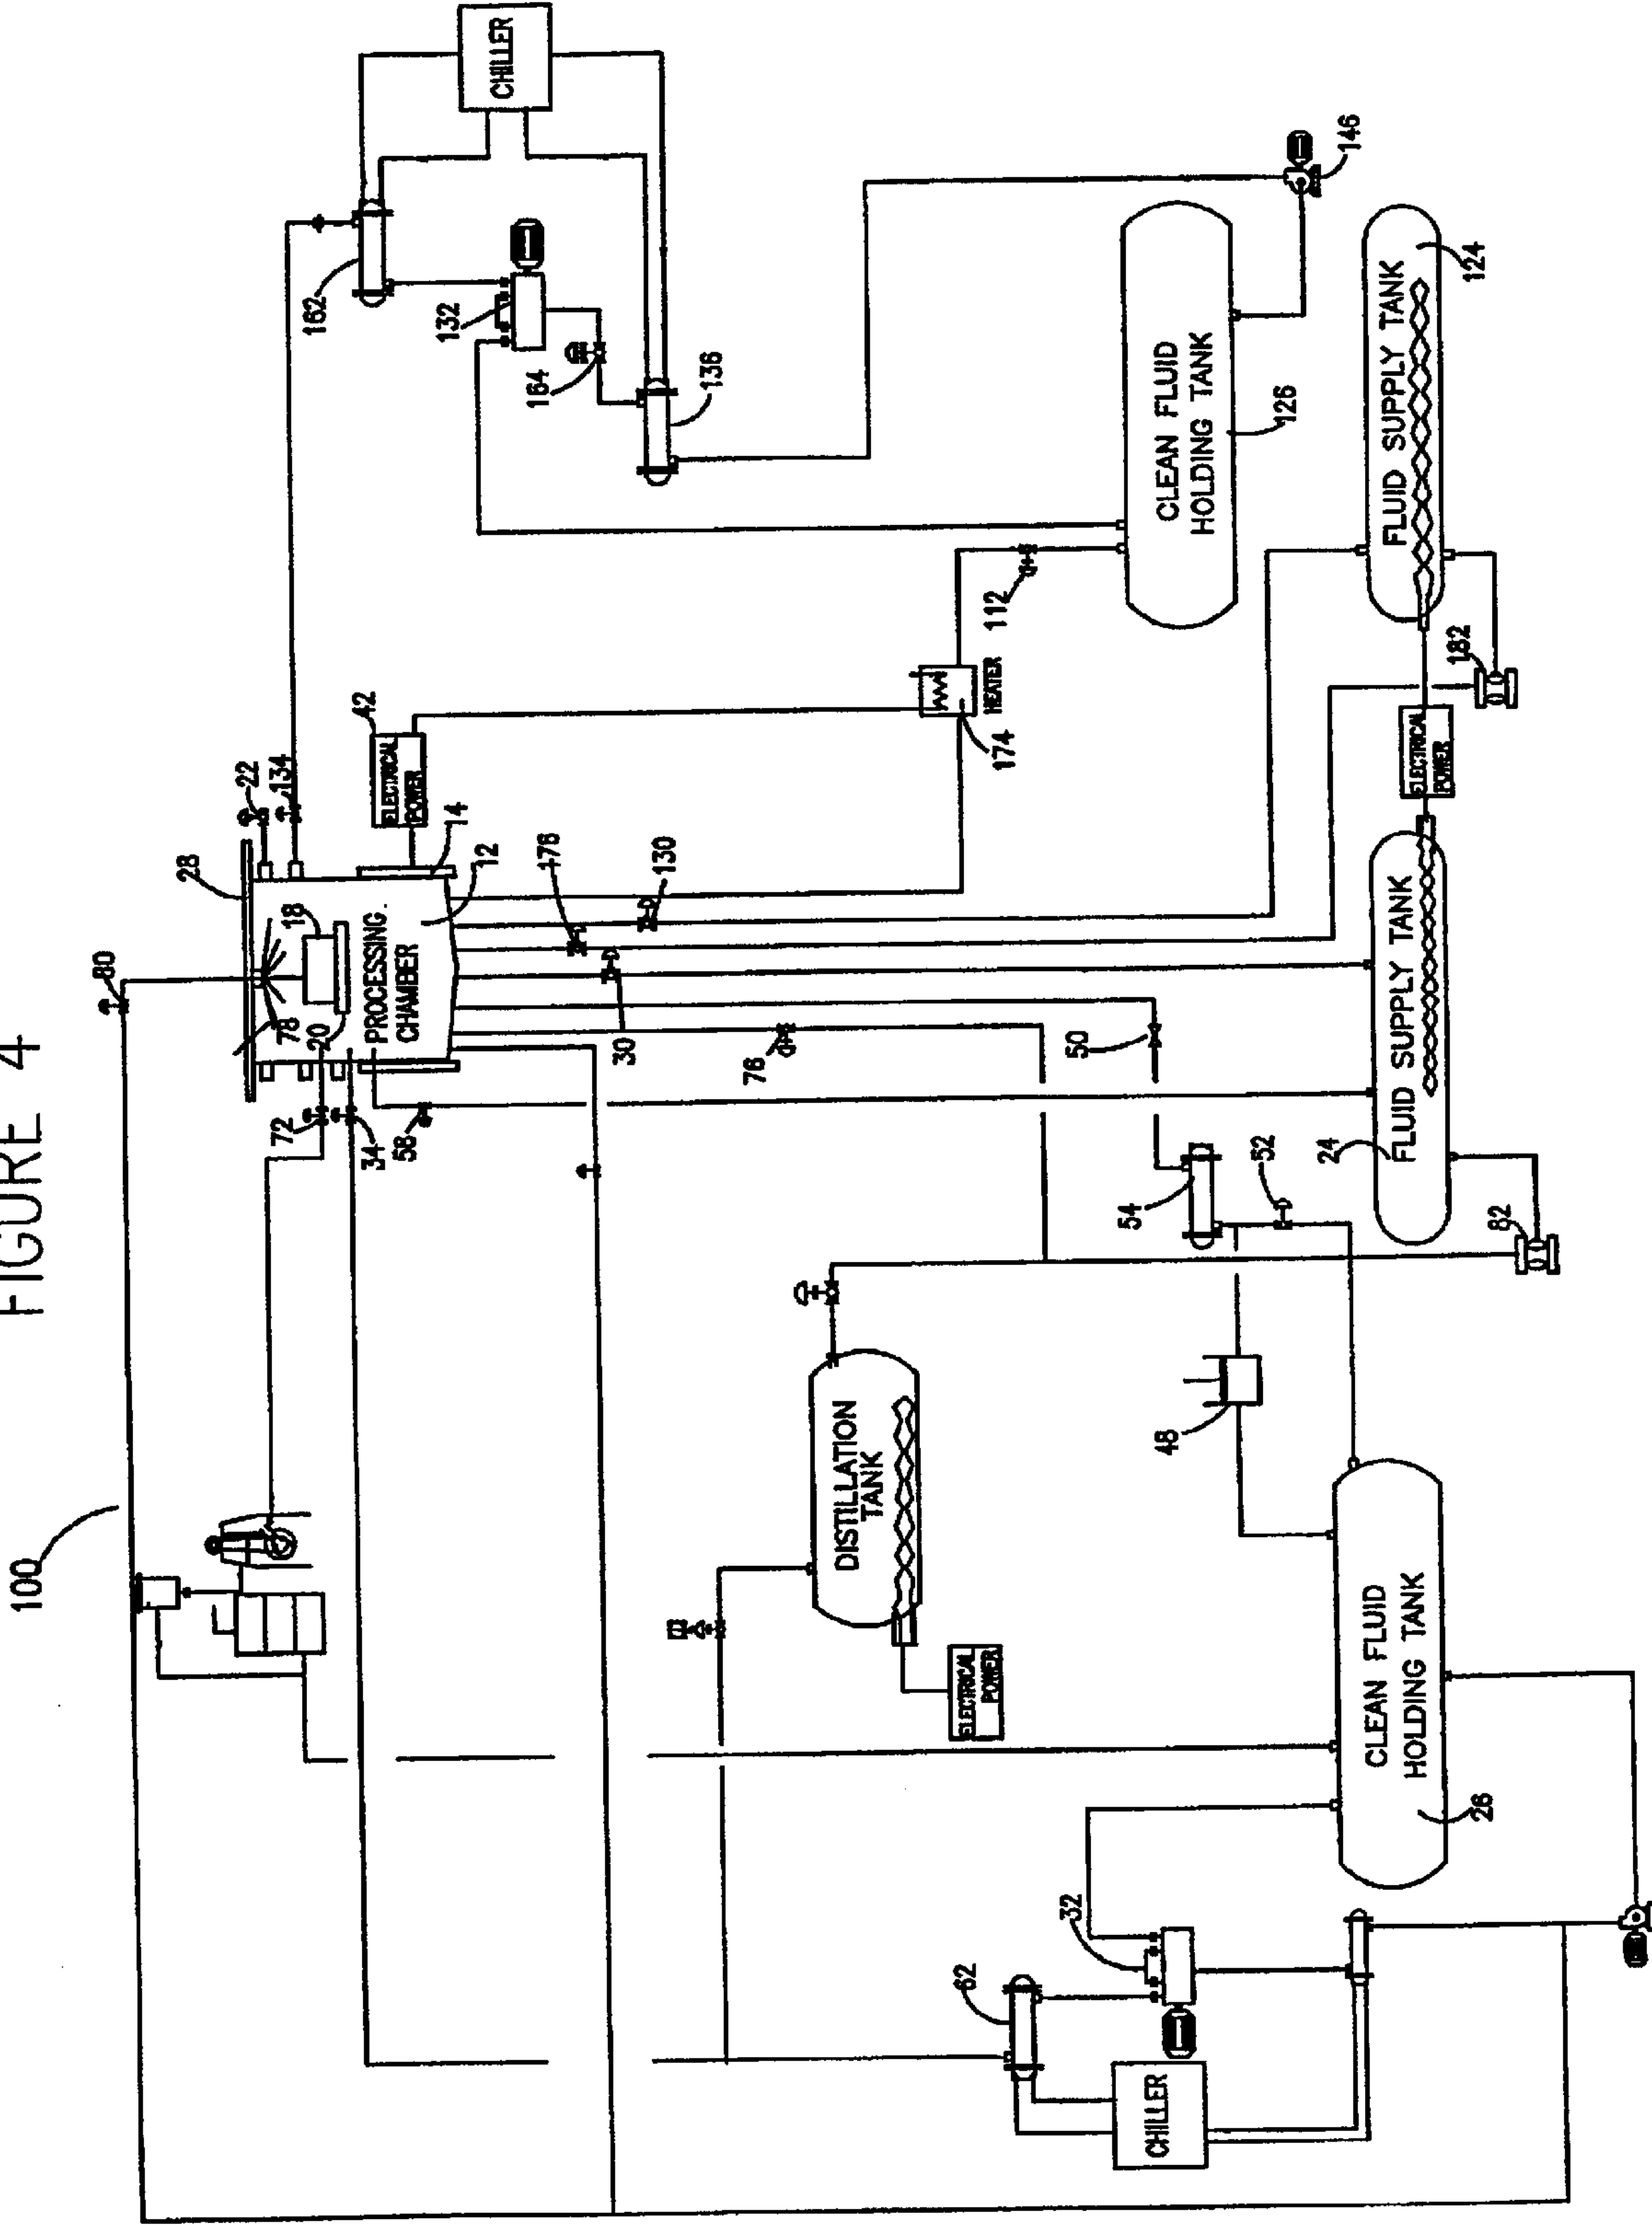 FIGURE 4
100
80
28
22
134
78
18
20
PROCESSING
CHAMBER
12
14
42
ELECTRICAL
POWER
162
CHILLER
132
164
136
72
34
58
30
176
130
76
50
174
HEATER
112
CLEAN FLUID
HOLDING TANK
126
146
DISTILLATION
TANK
ELECTRICAL
POWER
54
52
48
62
32
CHILLER
CLEAN FLUID
HOLDING TANK
26
24
FLUID SUPPLY TANK
82
ELECTRICAL
POWER
182
FLUID SUPPLY TANK
124